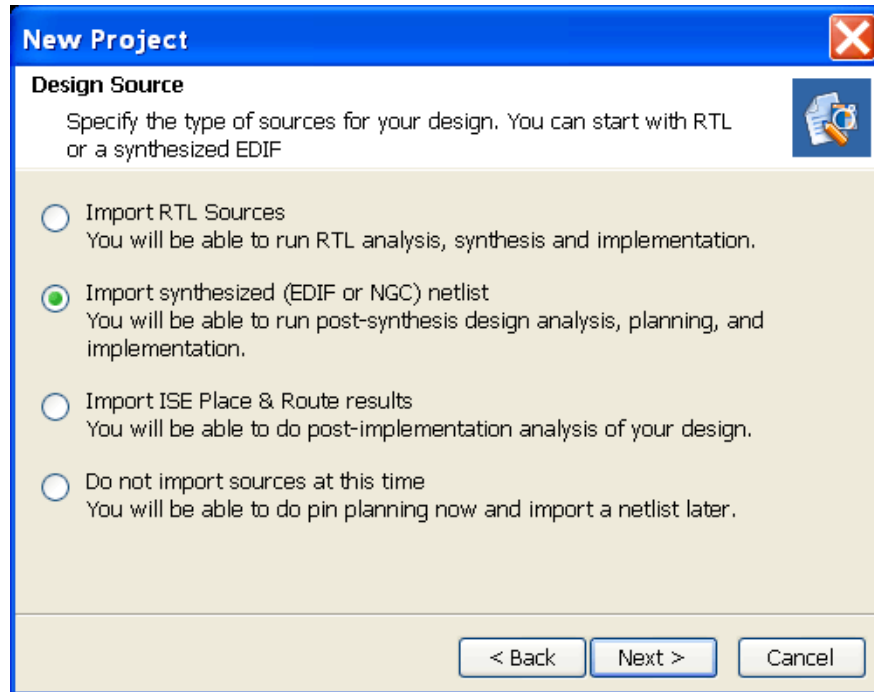 New Project
Design Source
Specify the type of sources for your design. You can start with RTL
or a synthesized EDIF
Import RTL Sources
You will be able to run RTL analysis, synthesis and implementation.
Import synthesized (EDIF or NGC) netlist
You will be able to run post-synthesis design analysis, planning, and
implementation.
Import ISE Place & Route results
You will be able to do post-implementation analysis of your design.
Do not import sources at this time
You will be able to do pin planning now and import a netlist later.
< Back Next > Cancel